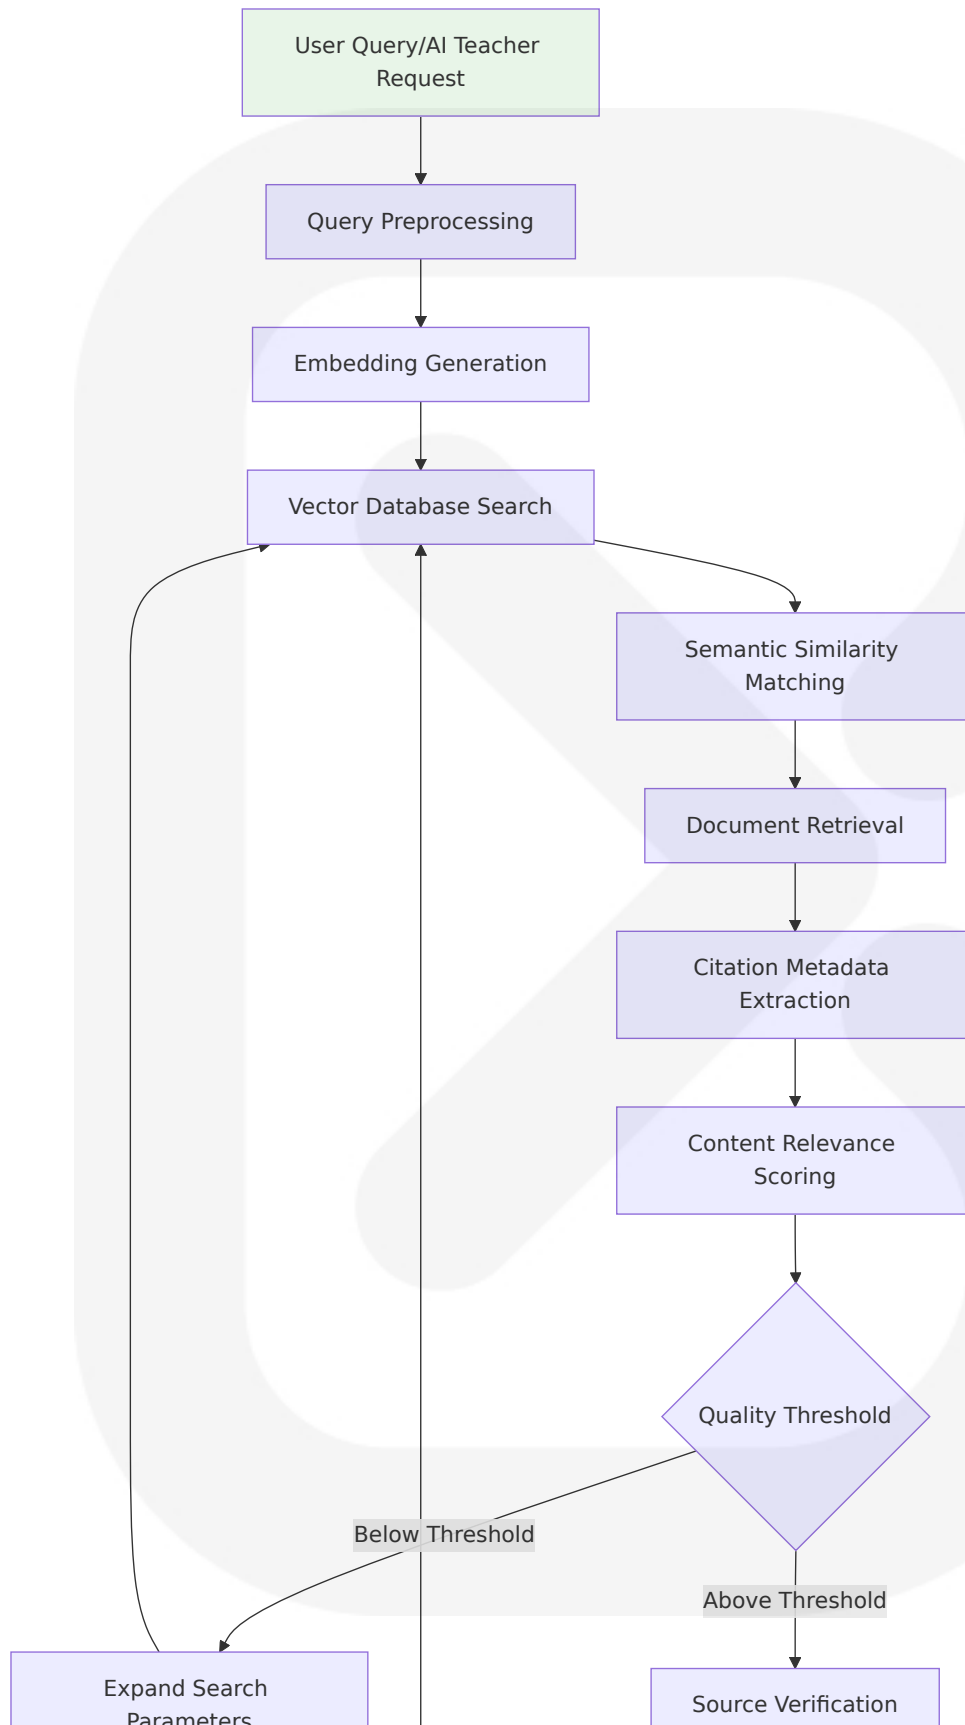 User Query/AI Teacher
Request
Query Preprocessing
Embedding Generation
Vector Database Search
Semantic Similarity
Matching
Document Retrieval
Citation Metadata
Extraction
Content Relevance
Scoring
Quality Threshold
Below Threshold
Above Threshold
Expand Search
Parameters
Source Verification